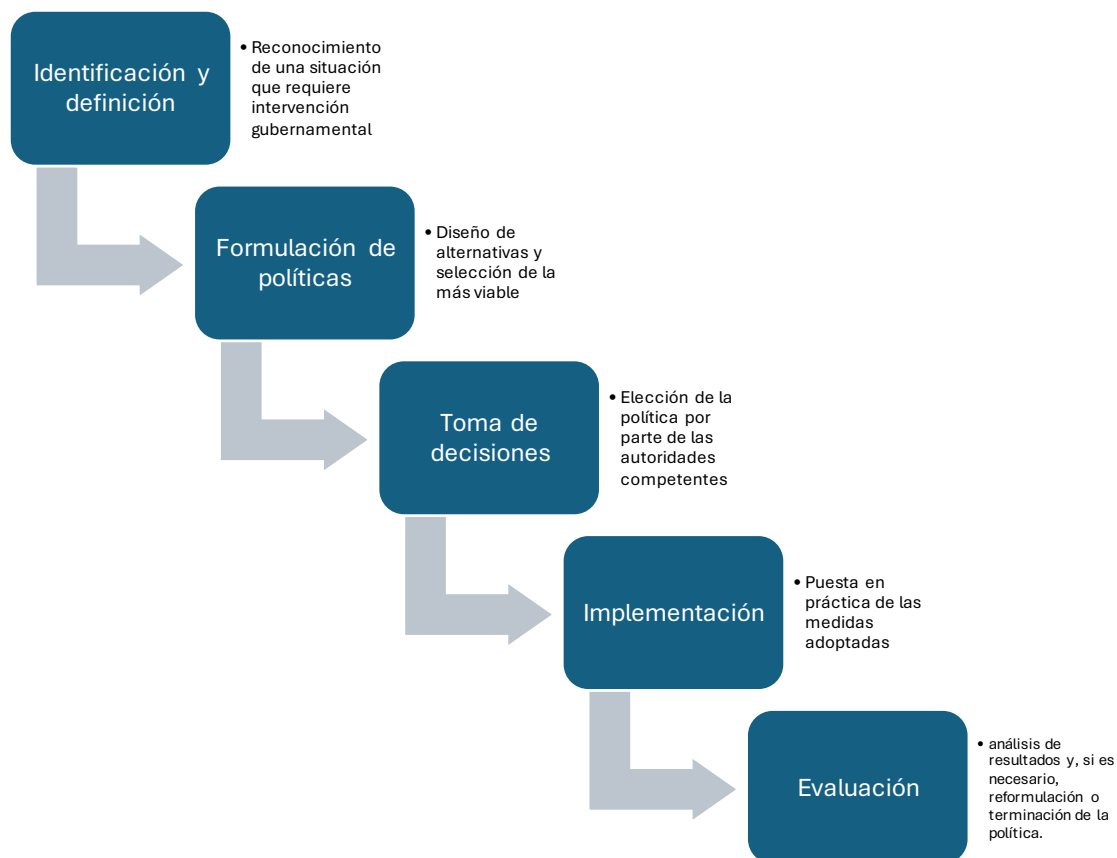 Identificación y
definición
• Reconocimiento
de una situación
que requiere
intervención
gubernamental
Formulación de
políticas
• Diseño de
alternativas y
selección de la
más viable
Toma de
decisiones
• Elección de la
política por
parte de las
autoridades
competentes
Implementación
• Puesta en
práctica de las
medidas
adoptadas
Evaluación
• análisis de
resultados y, si es
necesario,
reformulación o
terminación de la
política.